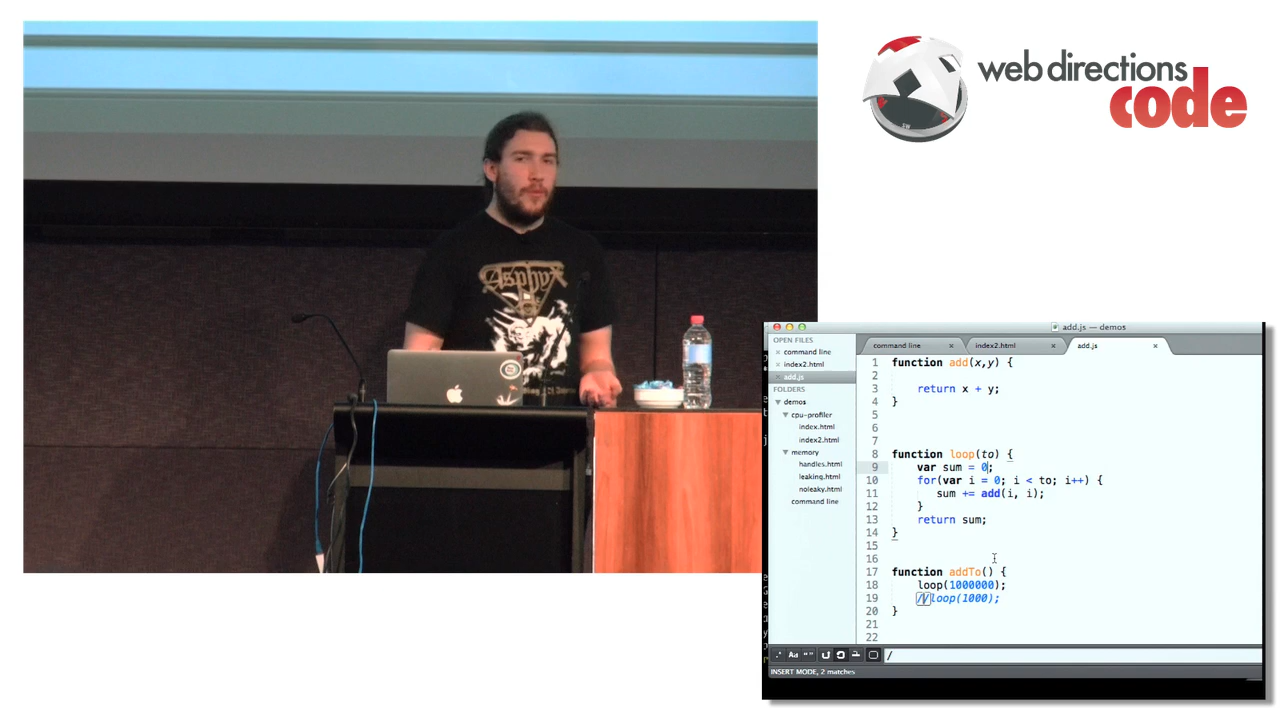 web directions
code
Asphyx
add.js — demos
OPEN FILES
× command line
× index2.html
× add.js
FOLDERS
▼ demos
▼ cpu-profiler
index.html
index2.html
▼ memory
handles.html
leaking.html
noleaky.html
command line
command line ×
index2.html ×
add.js ×
1 function add(x,y) {
2
3 return x + y;
4 }
5
6
7
8 function loop(to) {
9 var sum = 0;
10 for(var i = 0; i < to; i++) {
11 sum += add(i, i);
12 }
13 return sum;
14 }
15
16
17 function addTo() {
18 loop(1000000);
19 //loop(1000);
20 }
21
22
.* Aa “” /
INSERT MODE, 2 matches